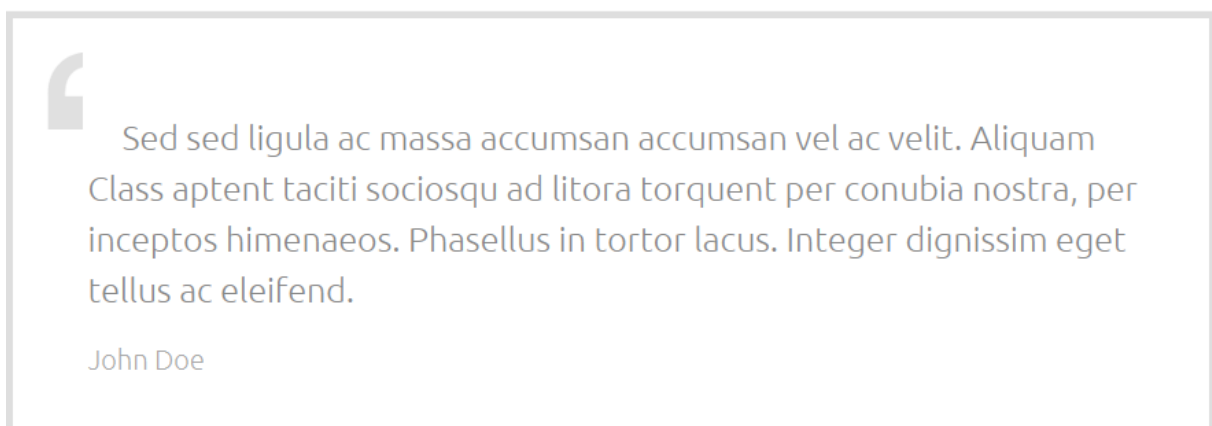 Sed sed ligula ac massa accumsan accumsan vel ac velit. Aliquam
Class aptent taciti sociosqu ad litora torquent per conubia nostra, per
inceptos himenaeos. Phasellus in tortor lacus. Integer dignissim eget
tellus ac eleifend.
John Doe